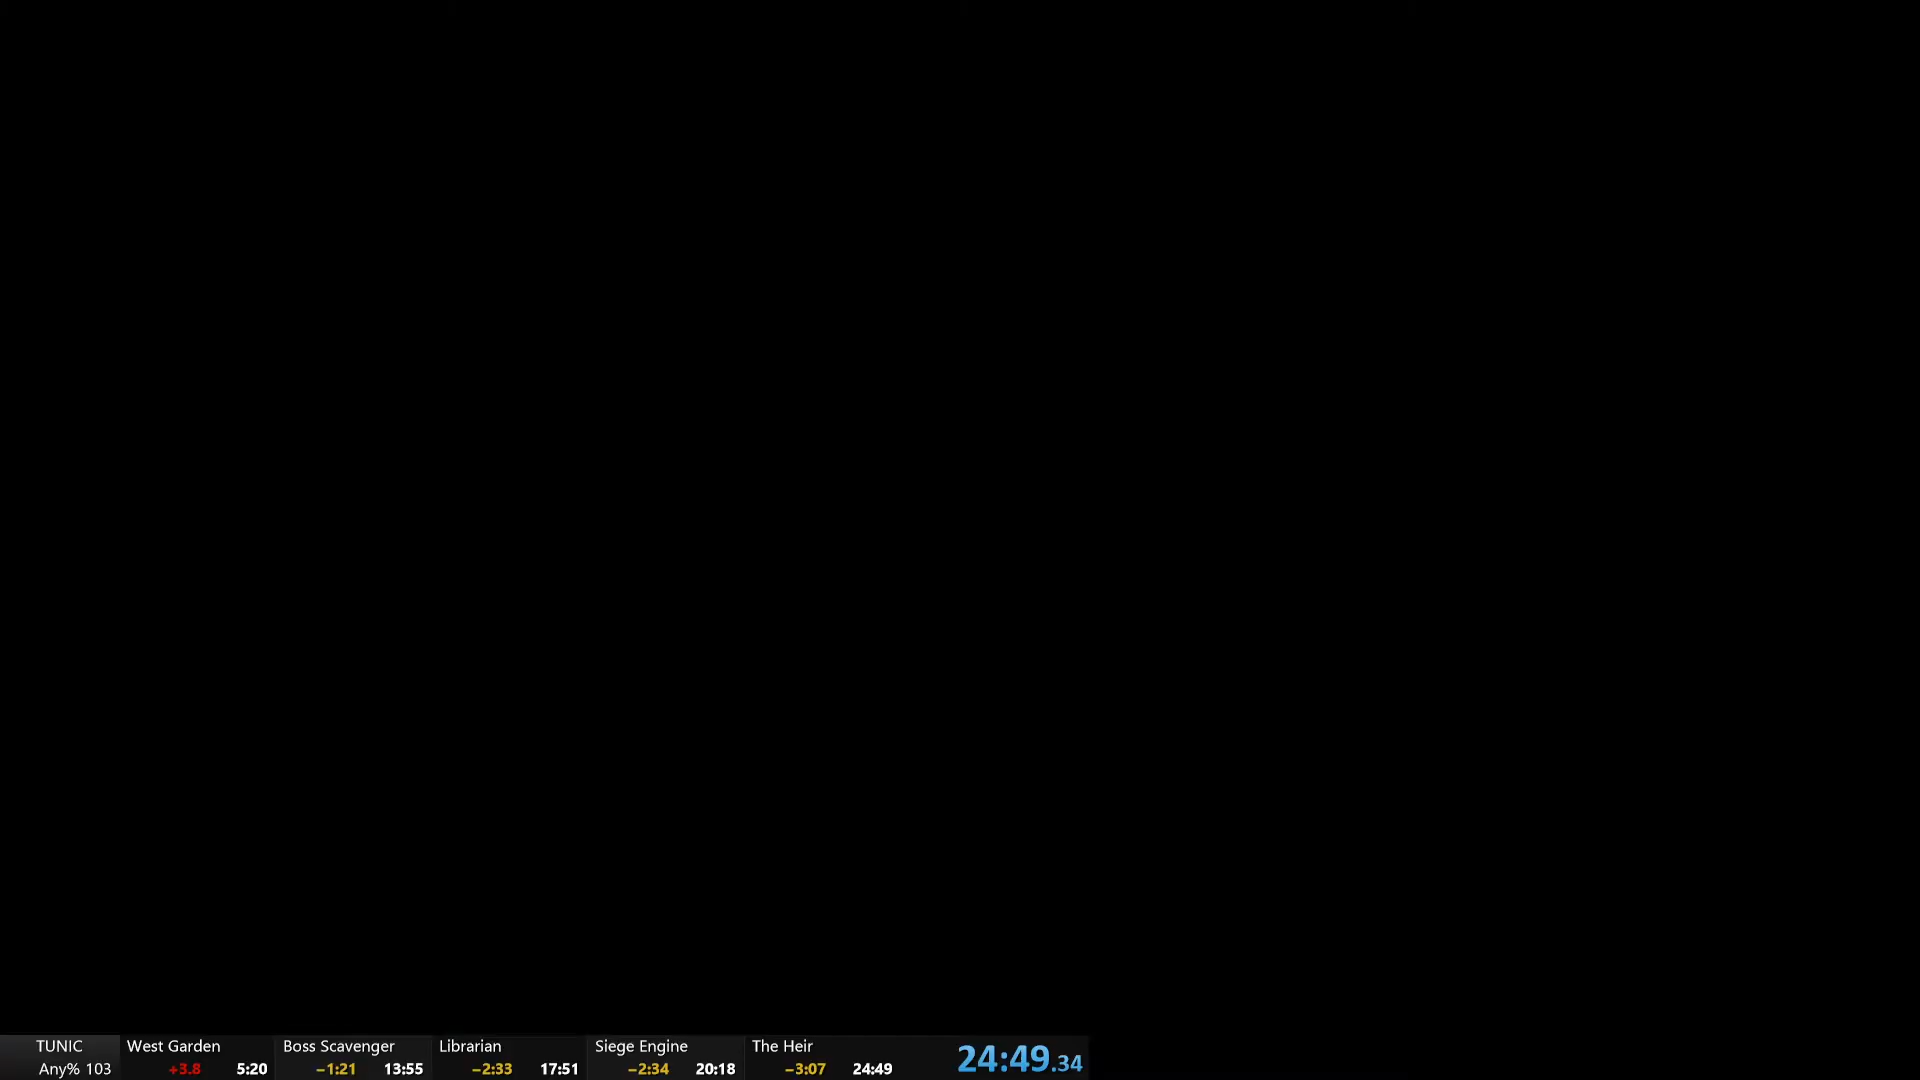 TUNIC
Any% 103
West Garden
+3.8 5:20
Boss Scavenger
−1:21 13:55
Librarian
−2:33 17:51
Siege Engine
−2:34 20:18
The Heir
−3:07 24:49
24:49.34